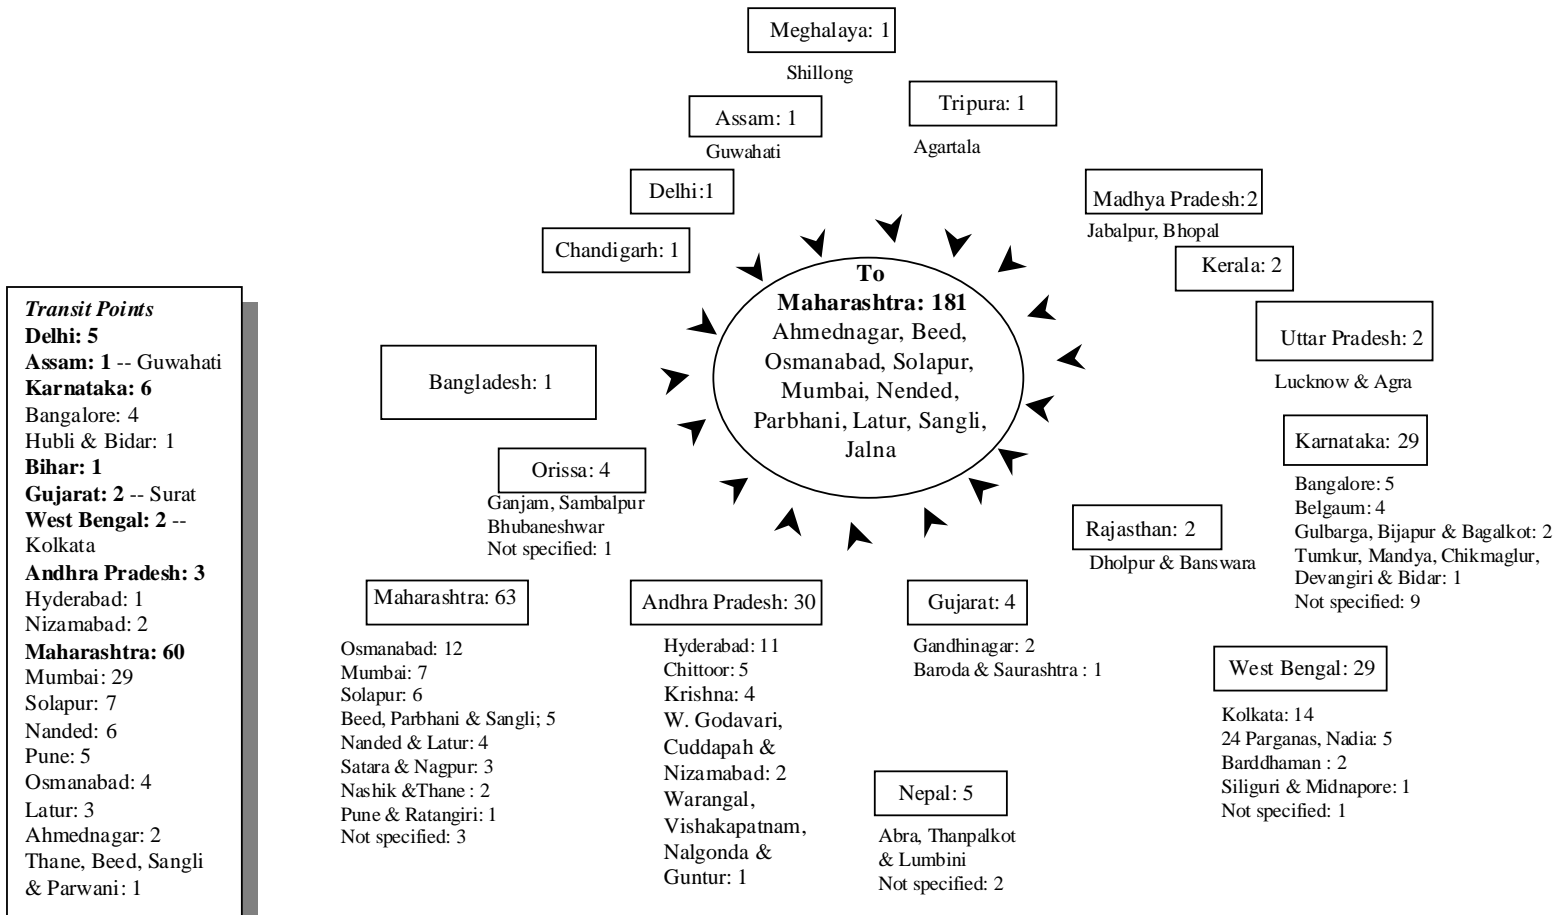 Meghalaya: 1
Shillong
Assam: 1
Guwahati
Tripura: 1
Agartala
Delhi:1
Chandigarh: 1
Madhya Pradesh:2
Jabalpur, Bhopal
Kerala: 2
Uttar Pradesh: 2
Lucknow & Agra
To
Maharashtra: 181
Ahmednagar, Beed,
Osmanabad, Solapur,
Mumbai, Nended,
Parbhani, Latur, Sangli,
Jalna
Transit Points
Delhi: 5
Assam: 1 -- Guwahati
Karnataka: 6
Bangalore: 4
Hubli & Bidar: 1
Bihar: 1
Gujarat: 2 -- Surat
West Bengal: 2 --
Kolkata
Andhra Pradesh: 3
Hyderabad: 1
Nizamabad: 2
Maharashtra: 60
Mumbai: 29
Solapur: 7
Nanded: 6
Pune: 5
Osmanabad: 4
Latur: 3
Ahmednagar: 2
Thane, Beed, Sangli
& Parwani: 1
Bangladesh: 1
Orissa: 4
Ganjam, Sambalpur
Bhubaneshwar
Not specified: 1
Maharashtra: 63
Osmanabad: 12
Mumbai: 7
Solapur: 6
Beed, Parbhani & Sangli; 5
Nanded & Latur: 4
Satara & Nagpur: 3
Nashik &Thane : 2
Pune & Ratangiri: 1
Not specified: 3
Andhra Pradesh: 30
Hyderabad: 11
Chittoor: 5
Krishna: 4
W. Godavari,
Cuddapah &
Nizamabad: 2
Warangal,
Vishakapatnam,
Nalgonda &
Guntur: 1
Gujarat: 4
Gandhinagar: 2
Baroda & Saurashtra : 1
Nepal: 5
Abra, Thanpalkot
& Lumbini
Not specified: 2
Rajasthan: 2
Dholpur & Banswara
Karnataka: 29
Bangalore: 5
Belgaum: 4
Gulbarga, Bijapur & Bagalkot: 2
Tumkur, Mandya, Chikmaglur,
Devangiri & Bidar: 1
Not specified: 9
West Bengal: 29
Kolkata: 14
24 Parganas, Nadia: 5
Barddhaman : 2
Siliguri & Midnapore: 1
Not specified: 1